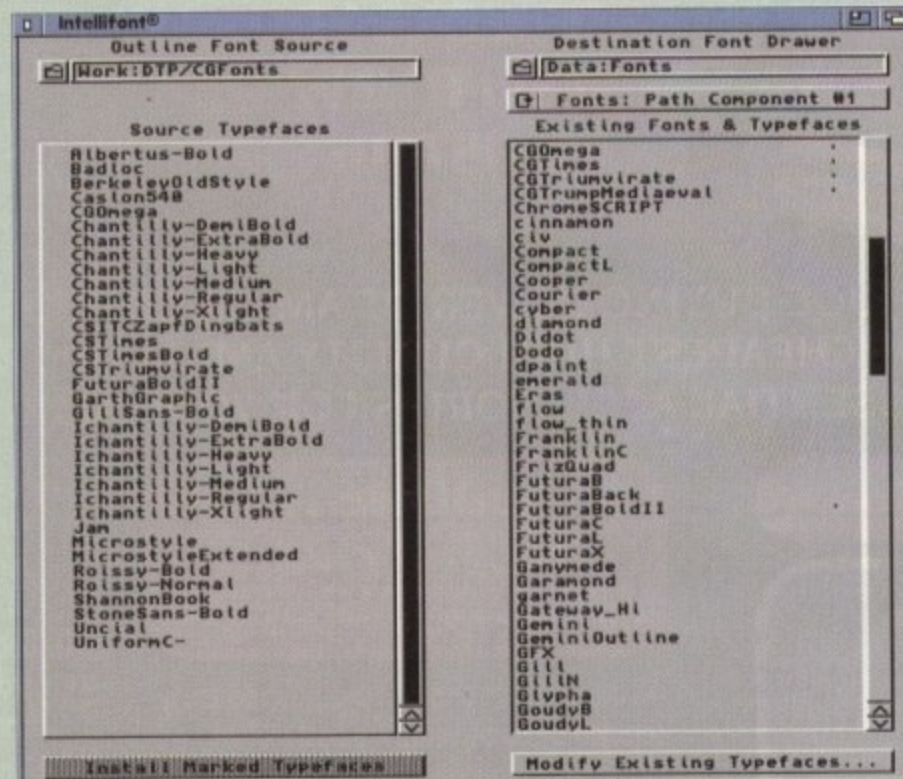 Intellifont®
Outline Font Source
Work:DTP/CGFonts
Source Typefaces
Albertus-Bold
Badloc
BerkeleyOldStyle
Caslon540
CGOmega
Chantilly-DemiBold
Chantilly-ExtraBold
Chantilly-Heavy
Chantilly-Light
Chantilly-Medium
Chantilly-Regular
Chantilly-Xlight
CSITCZapfDingbats
CSTimes
CSTimesBold
CSTriumvirate
FuturaBoldII
GarthGraphic
GillSans-Bold
Ichantilly-DemiBold
Ichantilly-ExtraBold
Ichantilly-Heavy
Ichantilly-Light
Ichantilly-Medium
Ichantilly-Regular
Ichantilly-Xlight
Jam
Microstyle
MicrostyleExtended
Roissy-Bold
Roissy-Normal
ShannonBook
StoneSans-Bold
Uncial
UniformC-
Install Marked Typefaces
Destination Font Drawer
Data:Fonts
Fonts: Path Component #1
Existing Fonts & Typefaces
CGOmega
CGTimes
CGTriumvirate
CGTrumpMediaeval
ChromeSCRIPT
cinnamon
civ
Compact
CompactL
Cooper
Courier
cyber
diamond
Didot
Dodo
dpaint
emerald
Eras
flow
flow_thin
Franklin
FranklinC
FrizQuad
FuturaB
FuturaBack
FuturaBoldII
FuturaC
FuturaL
FuturaX
Ganymede
Garamond
garnet
Gateway_Hi
Gemini
GeminiOutline
GFX
Gill
GillN
Glypha
GoudyB
GoudyL
Modify Existing Typefaces...